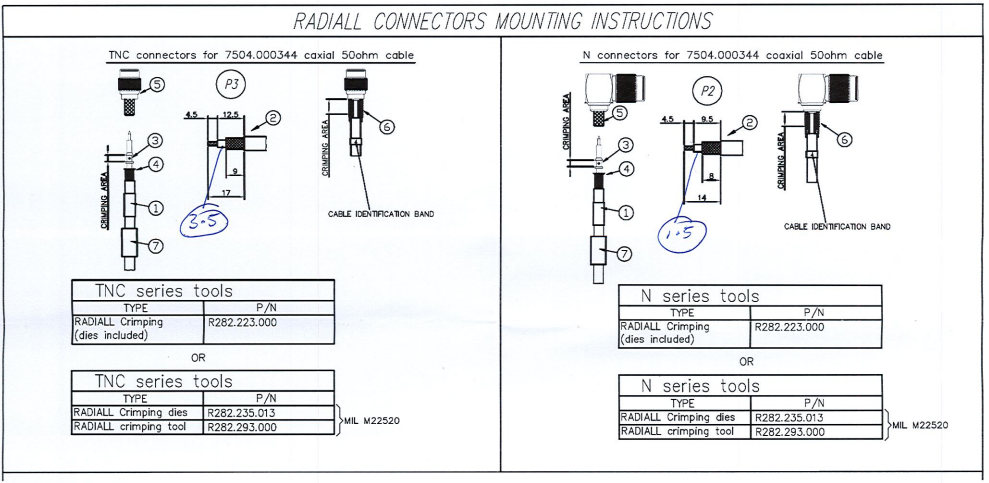 RADIALL CONNECTORS MOUNTING INSTRUCTIONS
TNC connectors for 7504.000344 caxial 50ohm cable
5
P3
4.5
12.5
2
6
3
4
CRIMPING AREA
CRIMPING AREA
9
17
3.5
1
7
CABLE IDENTIFICATION BAND
TNC series tools
TYPE P/N
RADIALL Crimping R282.223.000
(dies included)
OR
TNC series tools
TYPE P/N
RADIALL Crimping dies R282.235.013
RADIALL crimping tool R282.293.000
MIL M22520
N connectors for 7504.000344 coaxial 50ohm cable
5
P2
4.5
9.5
2
6
3
4
CRIMPING AREA
CRIMPING AREA
CRIMPING AREA
8
14
1.5
1
7
CABLE IDENTIFICATION BAND
N series tools
TYPE P/N
RADIALL Crimping R282.223.000
(dies included)
OR
N series tools
TYPE P/N
RADIALL Crimping dies R282.235.013
RADIALL crimping tool R282.293.000
MIL M22520